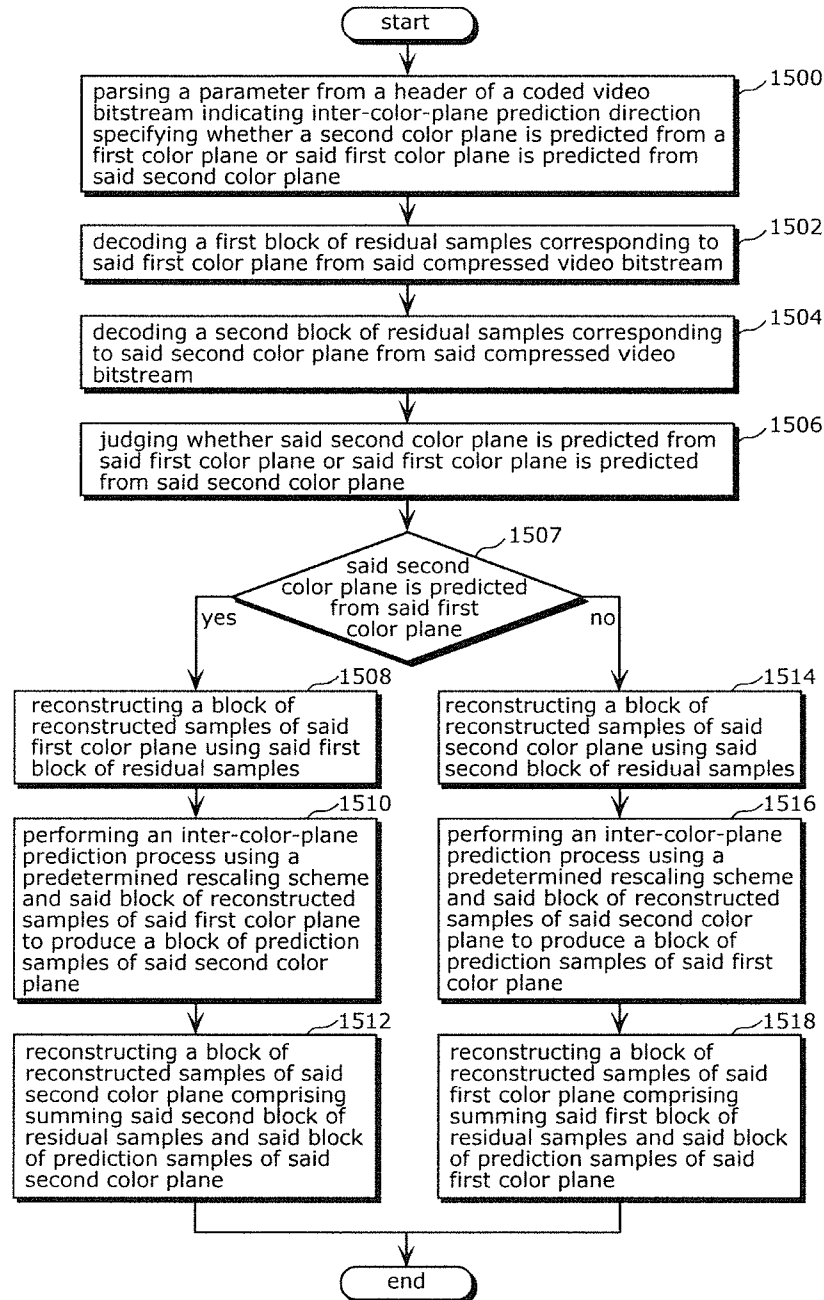 start
1500
parsing a parameter from a header of a coded video
bitstream indicating inter-color-plane prediction direction
specifying whether a second color plane is predicted from a
first color plane or said first color plane is predicted from
said second color plane
1502
decoding a first block of residual samples corresponding to
said first color plane from said compressed video bitstream
1504
decoding a second block of residual samples corresponding
to said second color plane from said compressed video
bitstream
1506
judging whether said second color plane is predicted from
said first color plane or said first color plane is predicted
from said second color plane
1507
said second
color plane is predicted
from said first
color plane
yes
no
1508
reconstructing a block of
reconstructed samples of said
first color plane using said first
block of residual samples
1510
performing an inter-color-plane
prediction process using a
predetermined rescaling scheme
and said block of reconstructed
samples of said first color plane
to produce a block of prediction
samples of said second color
plane
1512
reconstructing a block of
reconstructed samples of said
second color plane comprising
summing said second block of
residual samples and said block
of prediction samples of said
second color plane
1514
reconstructing a block of
reconstructed samples of said
second color plane using said
second block of residual samples
1516
performing an inter-color-plane
prediction process using a
predetermined rescaling scheme
and said block of reconstructed
samples of said second color
plane to produce a block of
prediction samples of said first
color plane
1518
reconstructing a block of
reconstructed samples of said
first color plane comprising
summing said first block of
residual samples and said block
of prediction samples of said
first color plane
end